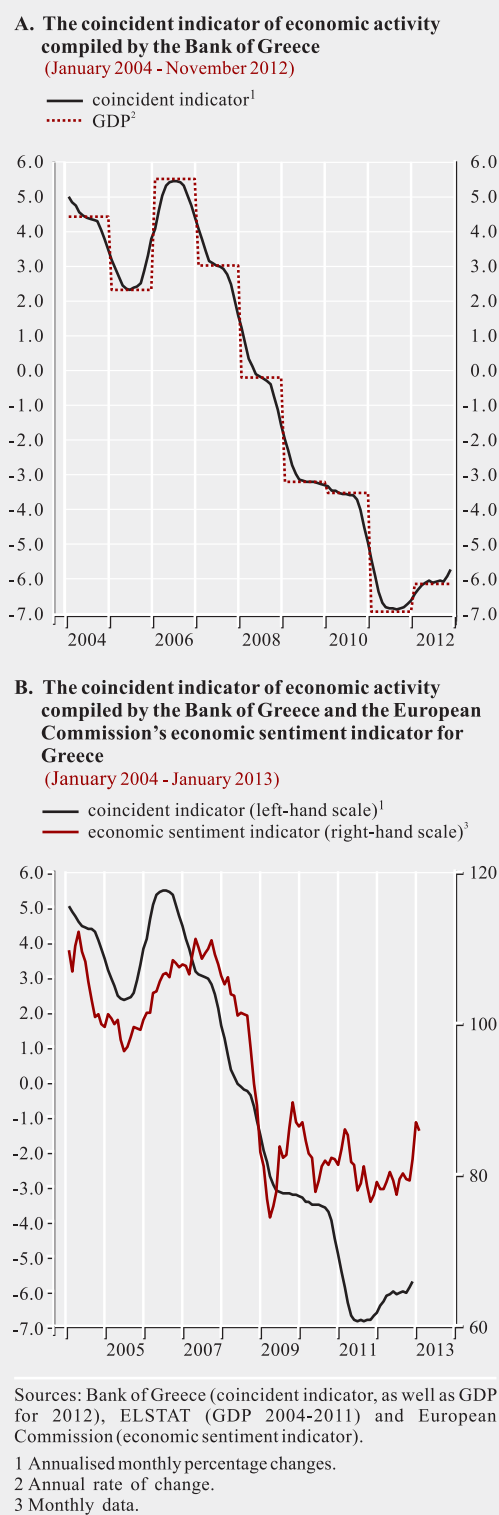 A. The coincident indicator of economic activity
compiled by the Bank of Greece
(January 2004 - November 2012)
coincident indicator1
GDP2
6.0 6.0
5.0 5.0
4.0 4.0
3.0 3.0
2.0 2.0
1.0 1.0
0.0 0.0
-1.0 -1.0
-2.0 -2.0
-3.0 -3.0
-4.0 -4.0
-5.0 -5.0
-6.0 -6.0
-7.0 -7.0
2004 2006 2008 2010 2012
B. The coincident indicator of economic activity
compiled by the Bank of Greece and the European
Commission's economic sentiment indicator for
Greece
(January 2004 - January 2013)
coincident indicator (left-hand scale)1
economic sentiment indicator (right-hand scale)3
6.0 120
5.0
4.0
3.0
2.0
1.0 100
0.0
-1.0
-2.0
-3.0 80
-4.0
-5.0
-6.0
-7.0 60
2005 2007 2009 2011 2013
Sources: Bank of Greece (coincident indicator, as well as GDP
for 2012), ELSTAT (GDP 2004-2011) and European
Commission (economic sentiment indicator).
1 Annualised monthly percentage changes.
2 Annual rate of change.
3 Monthly data.